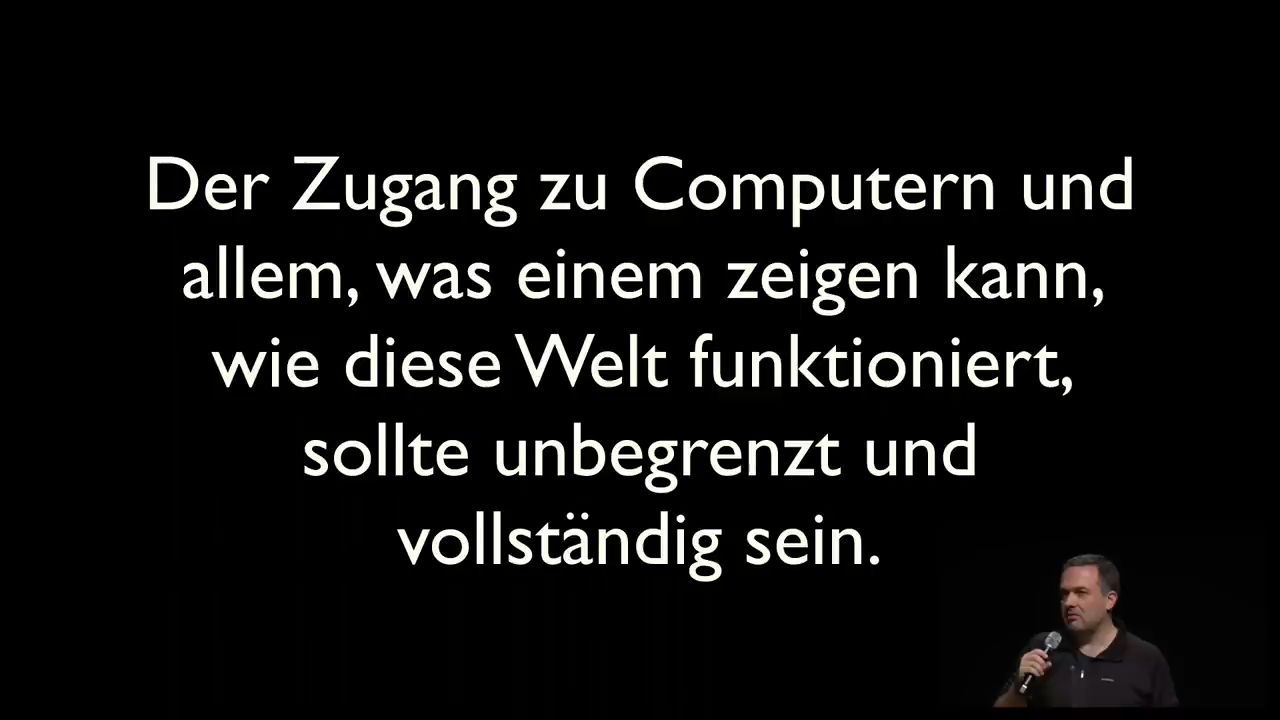 Der Zugang zu Computern und
allem, was einem zeigen kann,
wie diese Welt funktioniert,
sollte unbegrenzt und
vollständig sein.